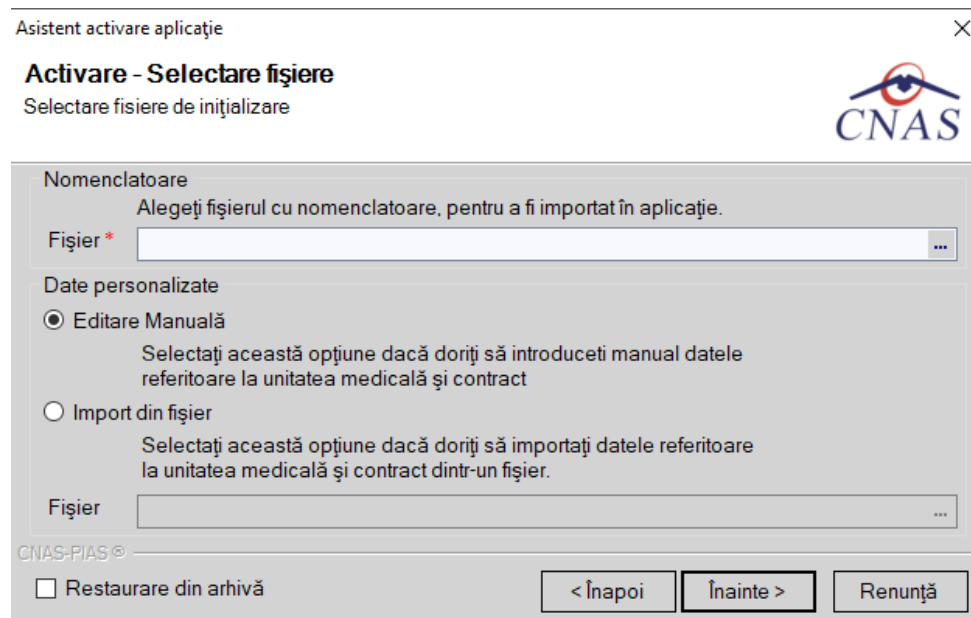 Asistent activare aplicaţie
Activare - Selectare fişiere
Selectare fisiere de iniţializare
CNAS
Nomenclatoare
Alegeţi fişierul cu nomenclatoare, pentru a fi importat în aplicaţie.
Fişier * ...
Date personalizate
Editare Manuală
Selectaţi această opţiune dacă doriţi să introduceti manual datele
referitoare la unitatea medicală şi contract
Import din fişier
Selectaţi această opţiune dacă doriţi să importaţi datele referitoare
la unitatea medicală şi contract dintr-un fişier.
Fişier ...
CNAS-PIAS ®
Restaurare din arhivă < Înapoi Înainte > Renunţă